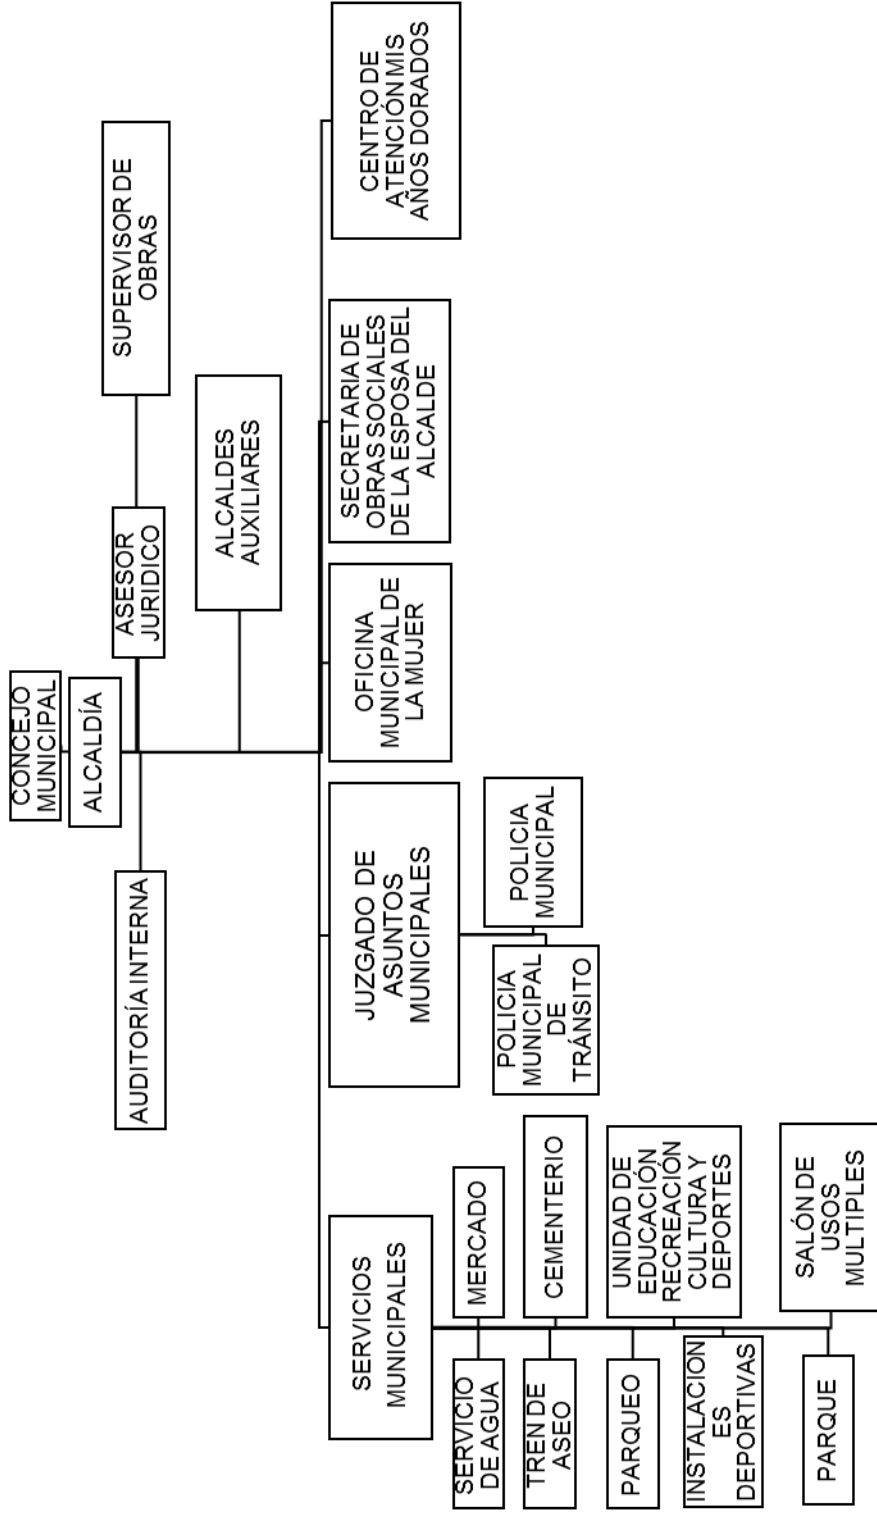 CONCEJO
MUNICIPAL
ALCALDÍA
AUDITORÍA INTERNA
ASESOR
JURIDICO
SUPERVISOR DE
OBRAS
ALCALDES
AUXILIARES
SERVICIOS
MUNICIPALES
JUZGADO DE
ASUNTOS
MUNICIPALES
OFICINA
MUNICIPAL DE
LA MUJER
SECRETARIA DE
OBRAS SOCIALES
DE LA ESPOSA DEL
ALCALDE
CENTRO DE
ATENCIÓN MIS
AÑOS DORADOS
SERVICIO
DE AGUA
MERCADO
TREN DE
ASEO
CEMENTERIO
PARQUEO
UNIDAD DE
EDUCACIÓN
RECREACIÓN
CULTURA Y
DEPORTES
INSTALACION
ES
DEPORTIVAS
PARQUE
SALÓN DE
USOS
MULTIPLES
POLICIA
MUNICIPAL
DE
TRÁNSITO
POLICIA
MUNICIPAL